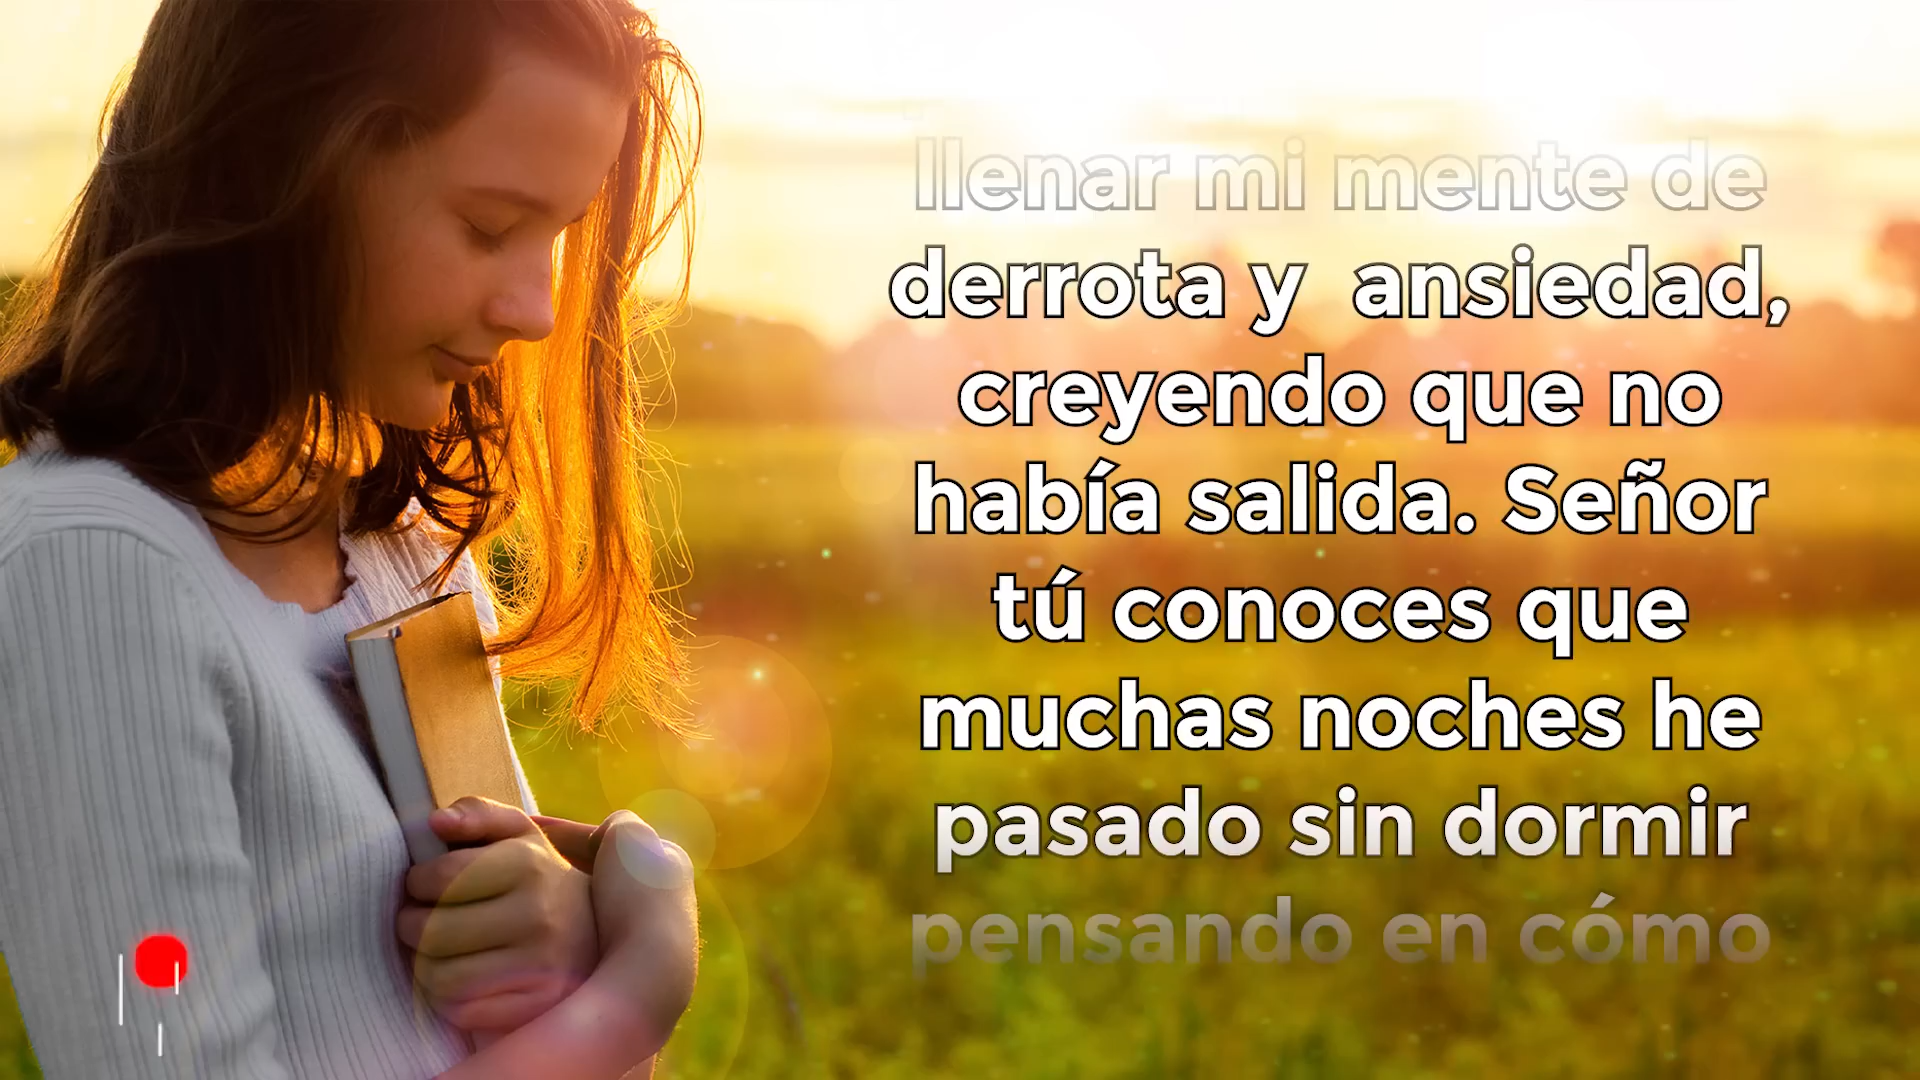 llenar mi mente de
derrota y  ansiedad,
creyendo que no
había salida. Señor
tú conoces que
muchas noches he
pasado sin dormir
pensando en cómo